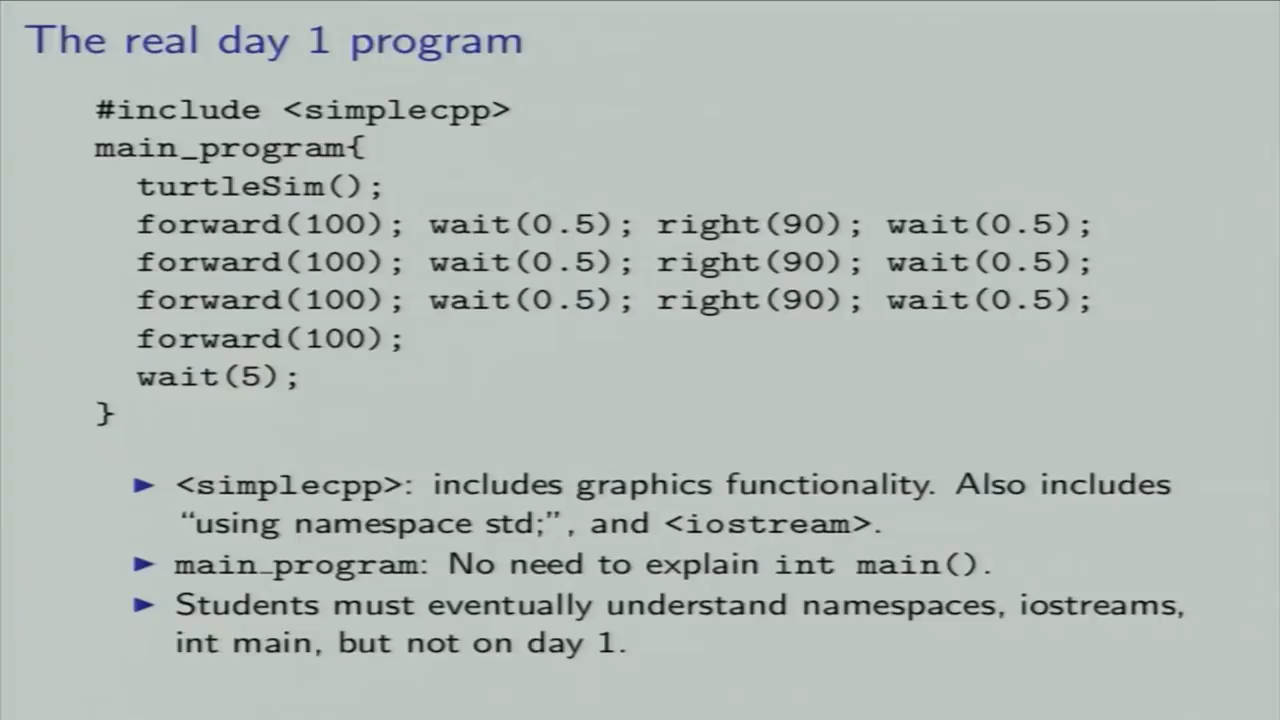 The real day 1 program
#include <simplecpp>
main_program{
turtleSim();
forward(100); wait(0.5); right(90); wait(0.5);
forward(100); wait(0.5); right(90); wait(0.5);
forward(100); wait(0.5); right(90); wait(0.5);
forward(100);
wait(5);
}
▶ <simplecpp>: includes graphics functionality. Also includes
“using namespace std;”, and <iostream>.
▶ main_program: No need to explain int main().
▶ Students must eventually understand namespaces, iostreams,
int main, but not on day 1.